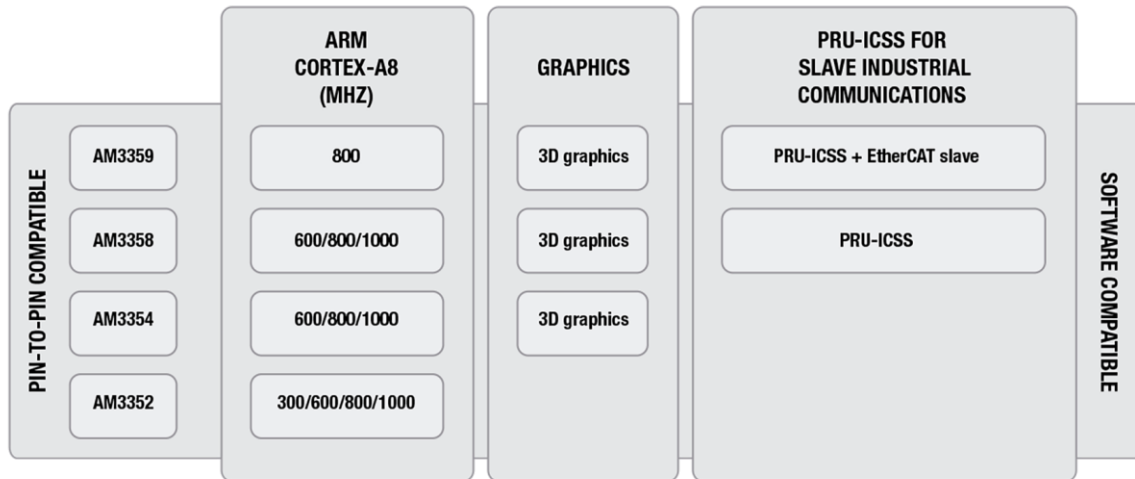 ARM
CORTEX-A8
(MHZ)
GRAPHICS
PRU-ICSS FOR
SLAVE INDUSTRIAL
COMMUNICATIONS
PIN-TO-PIN COMPATIBLE
AM3359
800
3D graphics
PRU-ICSS + EtherCAT slave
AM3358
600/800/1000
3D graphics
PRU-ICSS
AM3354
600/800/1000
3D graphics
AM3352
300/600/800/1000
SOFTWARE COMPATIBLE